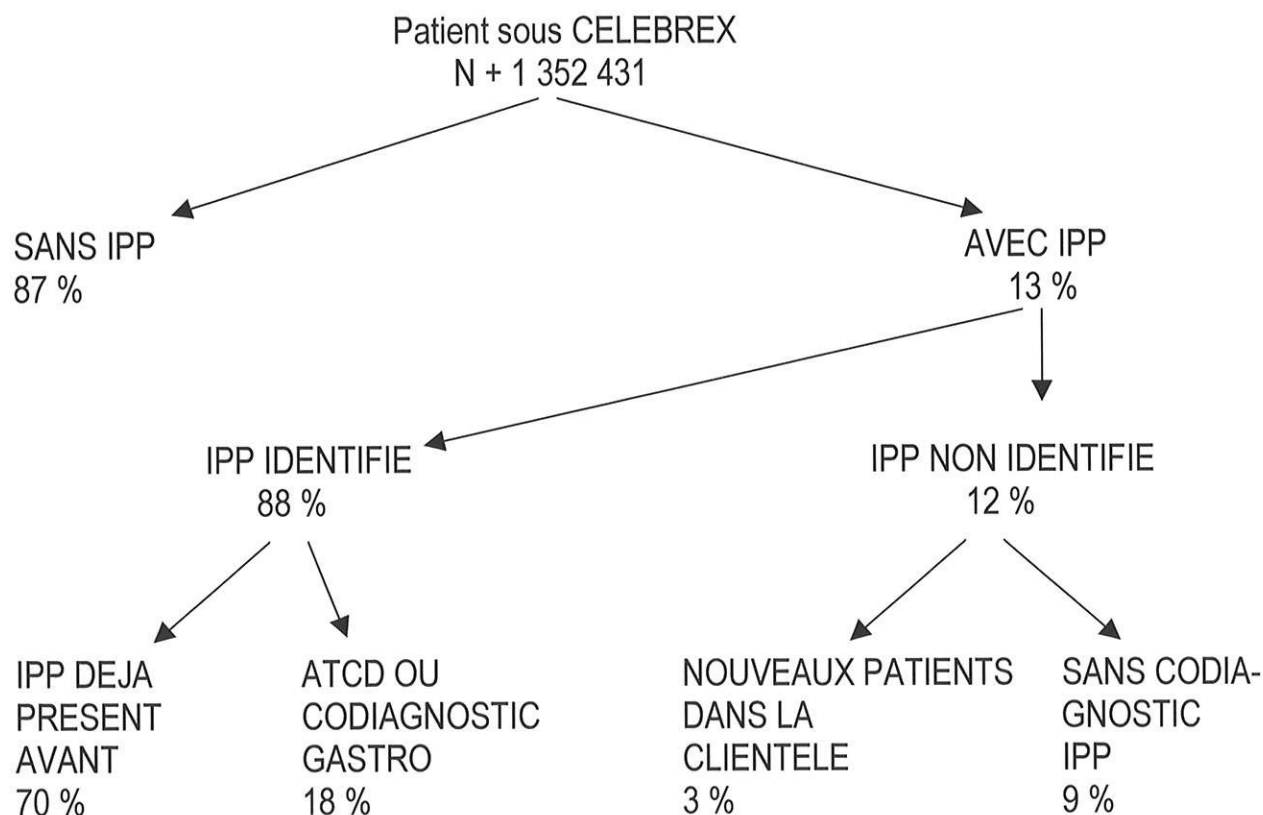 Patient sous CELEBREX
N + 1 352 431
SANS IPP
87 %
AVEC IPP
13 %
IPP IDENTIFIE
88 %
IPP NON IDENTIFIE
12 %
IPP DEJA
PRESENT
AVANT
70 %
ATCD OU
CODIAGNOSTIC
GASTRO
18 %
NOUVEAUX PATIENTS
DANS LA
CLIENTELE
3 %
SANS CODIA-
GNOSTIC
IPP
9 %